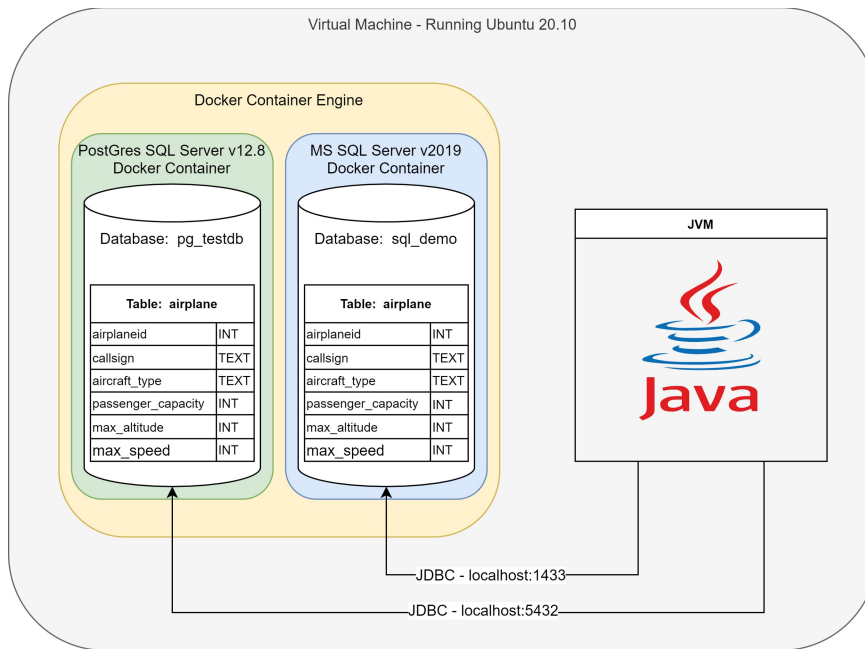 Virtual Machine - Running Ubuntu 20.10
Docker Container Engine
PostGres SQL Server v12.8
Docker Container
Database:  pg_testdb
Table:  airplane
airplaneid INT
callsign TEXT
aircraft_type TEXT
passenger_capacity INT
max_altitude INT
max_speed INT
MS SQL Server v2019
Docker Container
Database:  sql_demo
Table:  airplane
airplaneid INT
callsign TEXT
aircraft_type TEXT
passenger_capacity INT
max_altitude INT
max_speed INT
JVM
Java
JDBC - localhost:1433
JDBC - localhost:5432